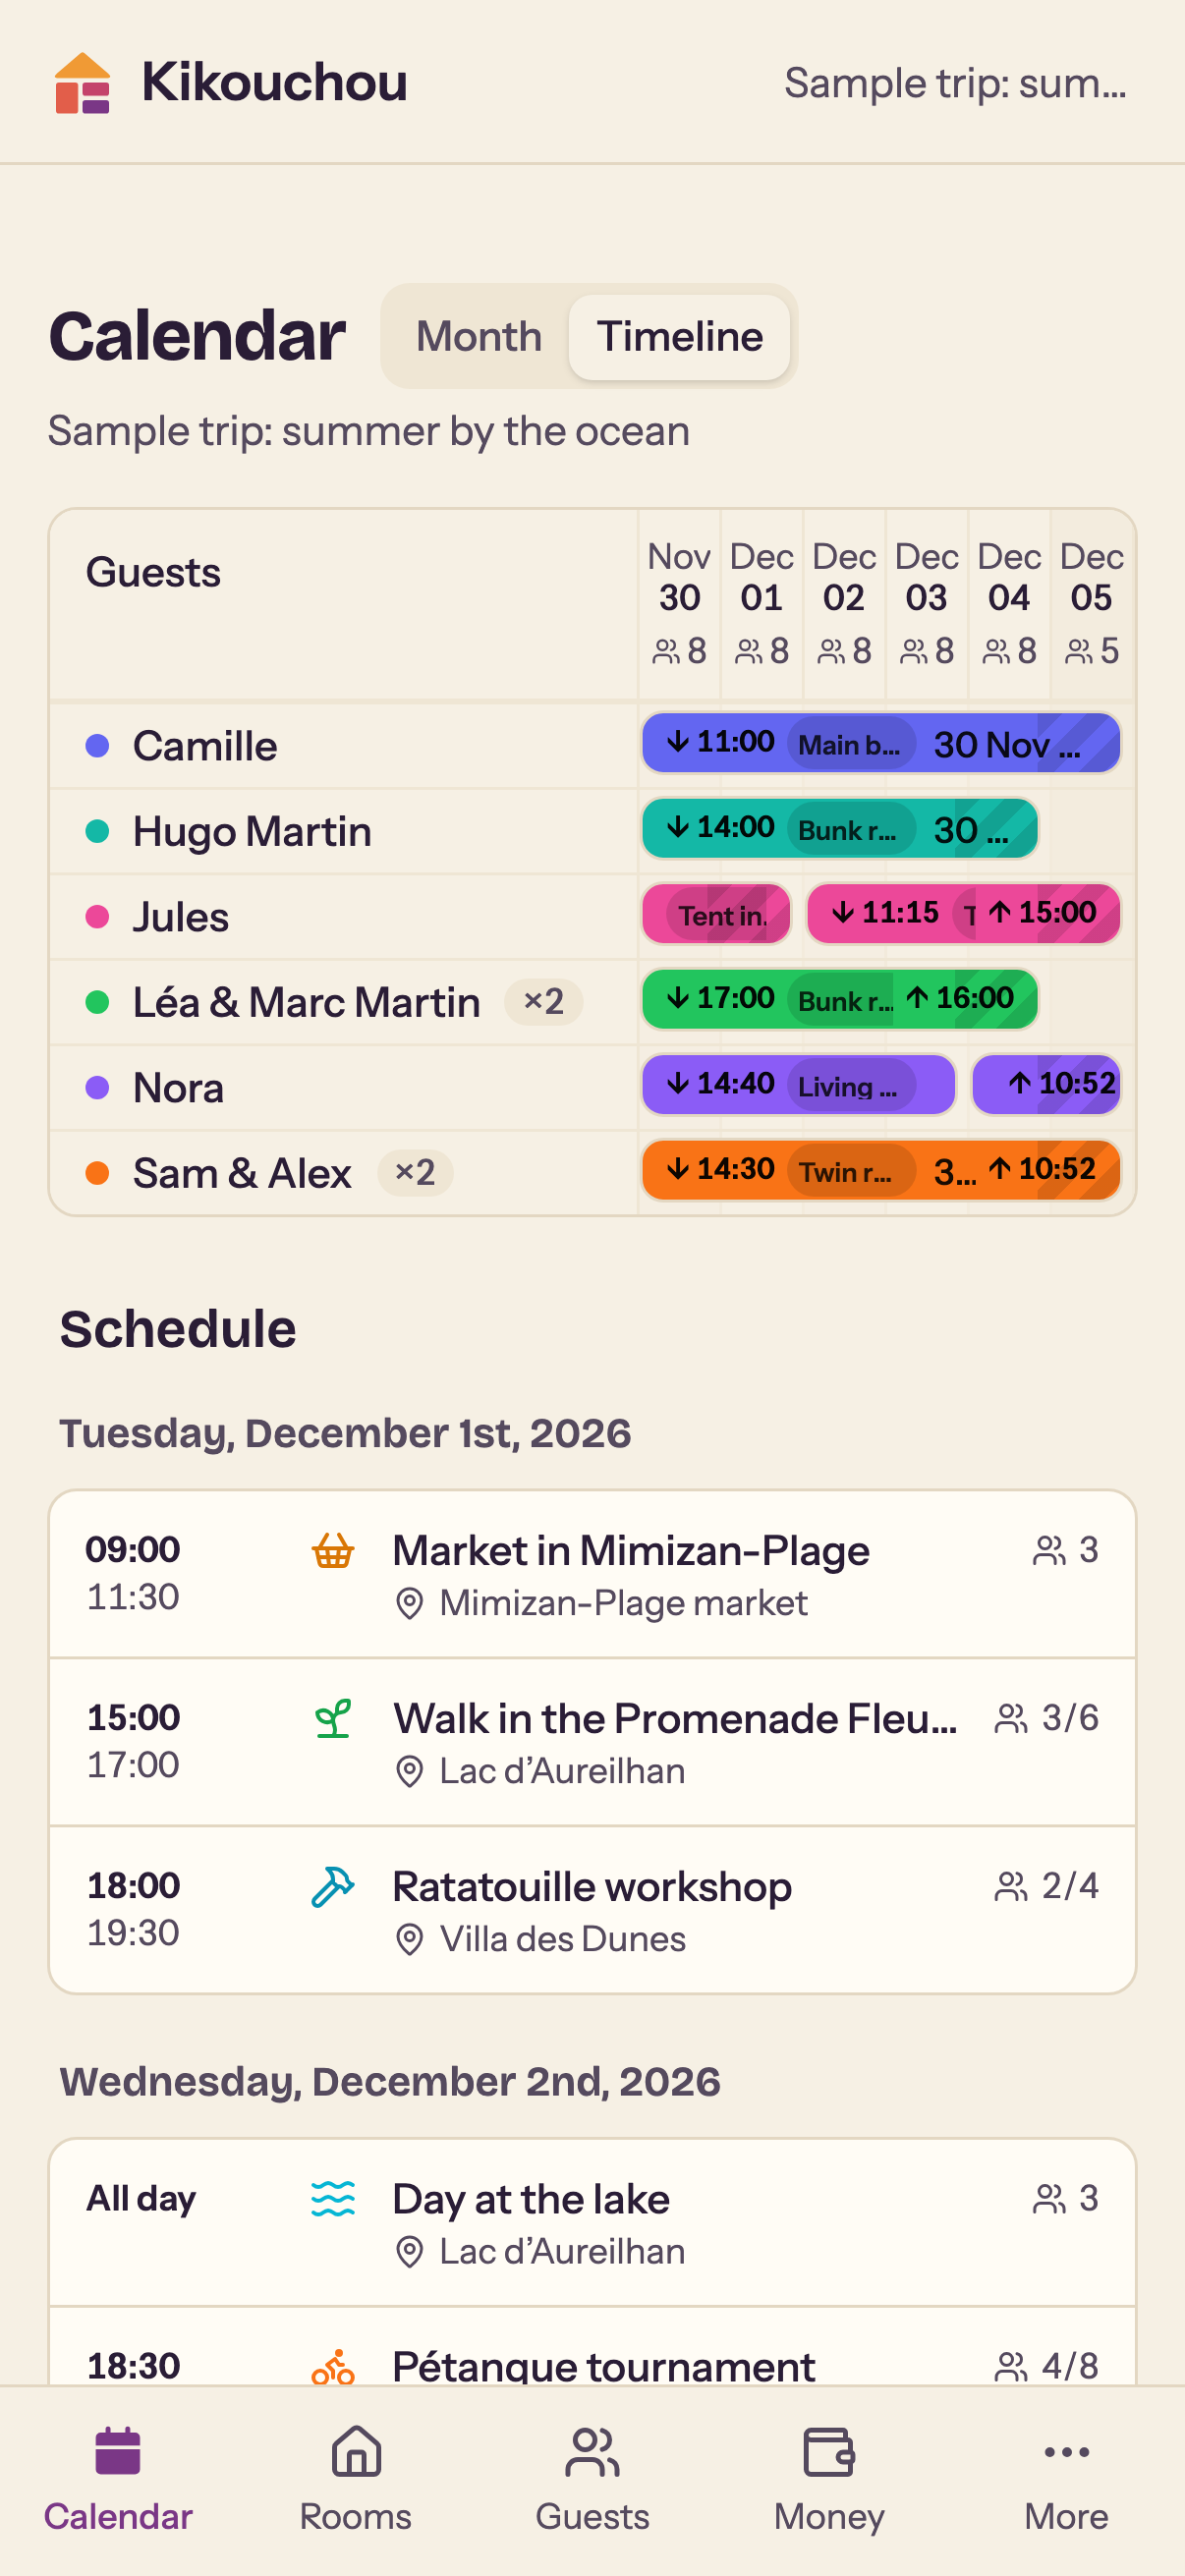 Kikouchou
Sample trip: sum...
Calendar
Month
Timeline
Sample trip: summer by the ocean
Guests
Nov 30 8
Dec 01 8
Dec 02 8
Dec 03 8
Dec 04 8
Dec 05 5
Camille
↓ 11:00 Main b... 30 Nov ...
Hugo Martin
↓ 14:00 Bunk r... 30 ...
Jules
Tent in.
↓ 11:15 T ↑ 15:00
Léa & Marc Martin ×2
↓ 17:00 Bunk r... ↑ 16:00
Nora
↓ 14:40 Living ...
↑ 10:52
Sam & Alex ×2
↓ 14:30 Twin r... 3... ↑ 10:52
Schedule
Tuesday, December 1st, 2026
09:00 Market in Mimizan-Plage 3
11:30 Mimizan-Plage market
15:00 Walk in the Promenade Fleu... 3/6
17:00 Lac d’Aureilhan
18:00 Ratatouille workshop 2/4
19:30 Villa des Dunes
Wednesday, December 2nd, 2026
All day Day at the lake 3
Lac d’Aureilhan
18:30 Pétanque tournament 4/8
Calendar
Rooms
Guests
Money
More